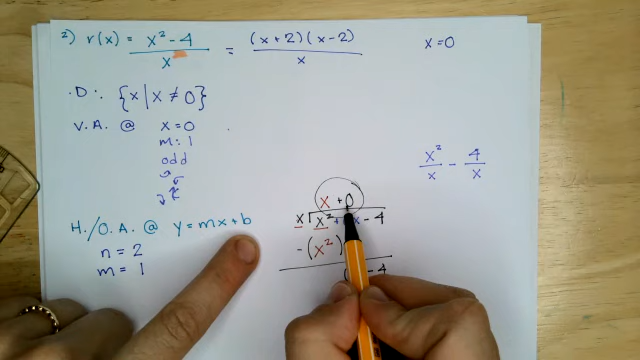 2) r(x) = x² - 4 / x = (x+2)(x-2) / x
x=0
D: {x | x ≠ 0}
V.A. @ x=0
m: 1
odd
x²/x - 4/x
x + 0
x x² + x - 4
H./O.A. @ y=mx+b
-(x²)
n = 2
m = 1
- 4